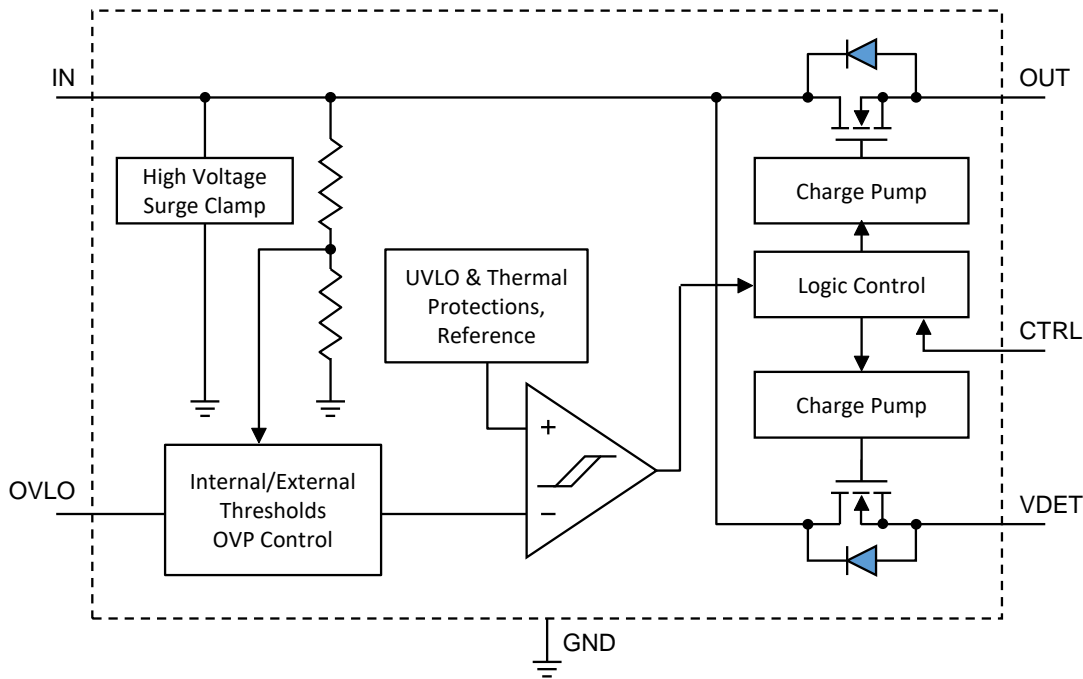 IN
OUT
High Voltage
Surge Clamp
Charge Pump
UVLO & Thermal
Protections,
Reference
Logic Control
CTRL
Charge Pump
+
OVLO
Internal/External
Thresholds
OVP Control
−
VDET
GND